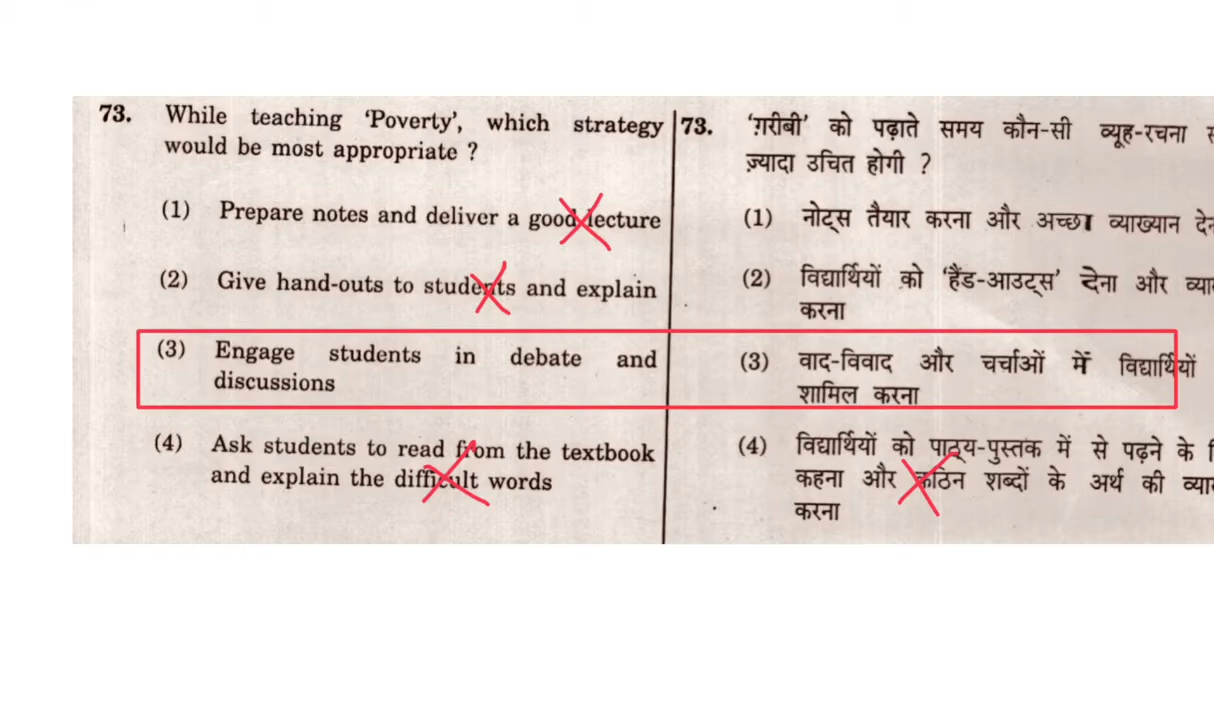 73. While teaching ‘Poverty’, which strategy
would be most appropriate ?
(1) Prepare notes and deliver a good lecture
(2) Give hand-outs to students and explain
(3) Engage students in debate and
discussions
(4) Ask students to read from the textbook
and explain the difficult words
73. ‘ग़रीबी’ को पढ़ाते समय कौन-सी व्यूह-रचना
ज़्यादा उचित होगी ?
(1) नोट्स तैयार करना और अच्छा व्याख्यान
(2) विद्यार्थियों को ‘हैंड-आउट्स’ देना और
करना
(3) वाद-विवाद और चर्चाओं में विद्यार्थियों
शामिल करना
(4) विद्यार्थियों को पाठ्य-पुस्तक में से पढ़ने के
कहना और कठिन शब्दों के अर्थ की
करना